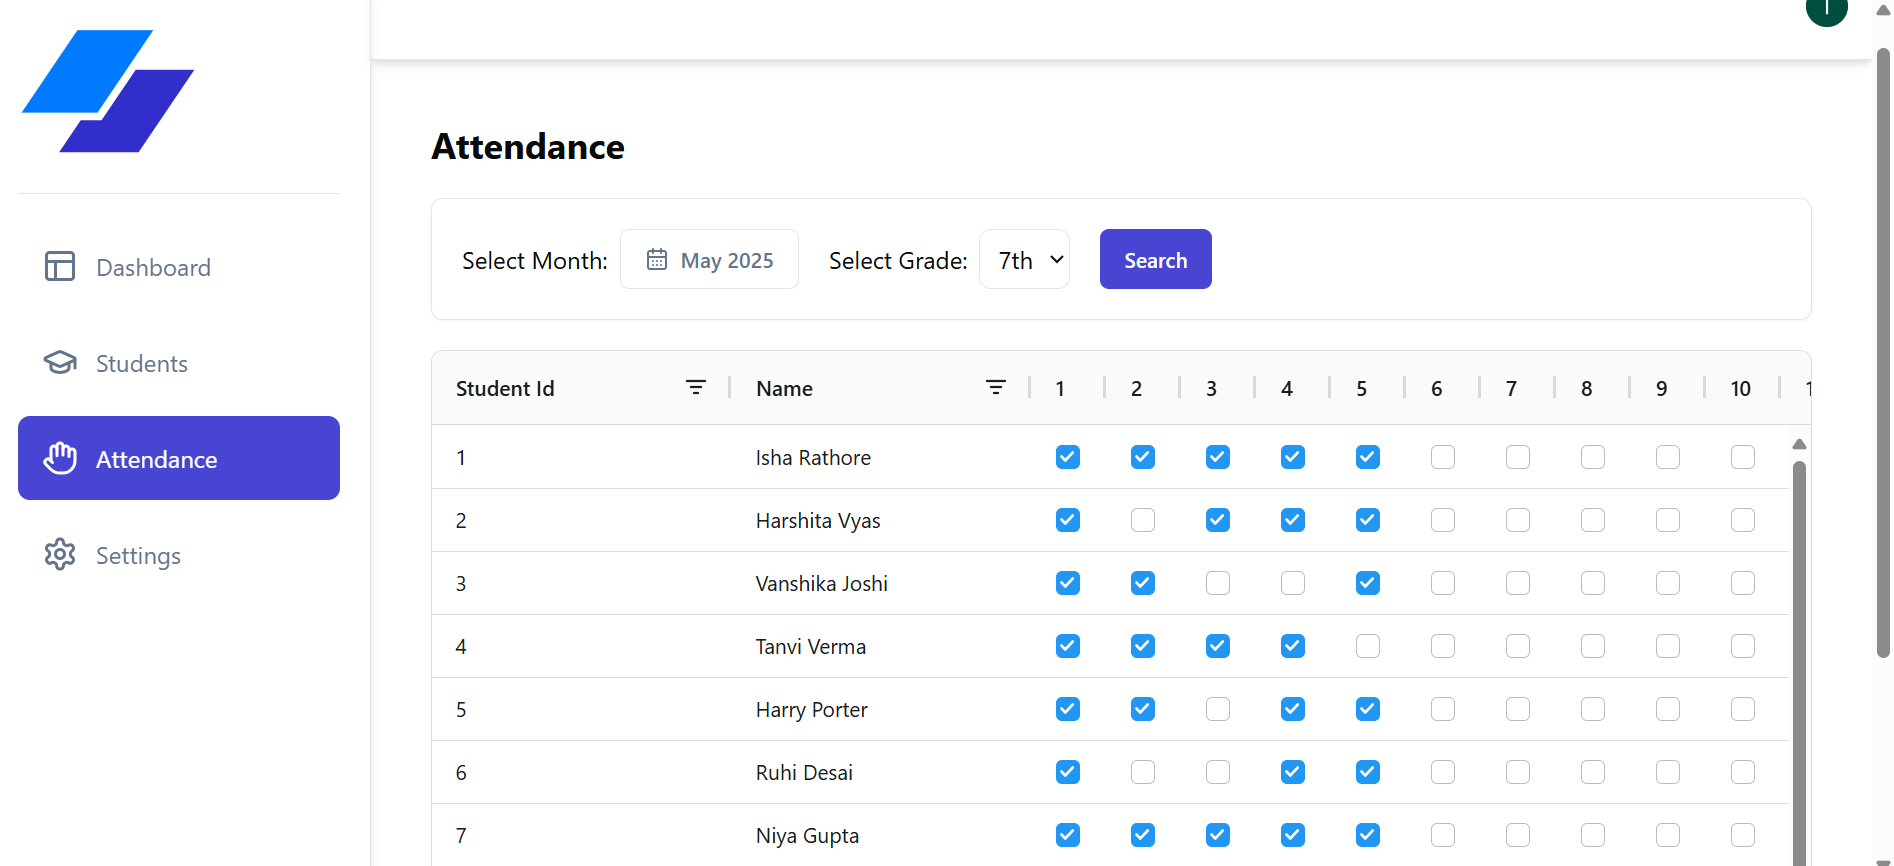 Dashboard
Students
Attendance
Settings
Attendance
Select Month: May 2025 Select Grade: 7th Search
Student Id Name 1 2 3 4 5 6 7 8 9 10
1 Isha Rathore
2 Harshita Vyas
3 Vanshika Joshi
4 Tanvi Verma
5 Harry Porter
6 Ruhi Desai
7 Niya Gupta